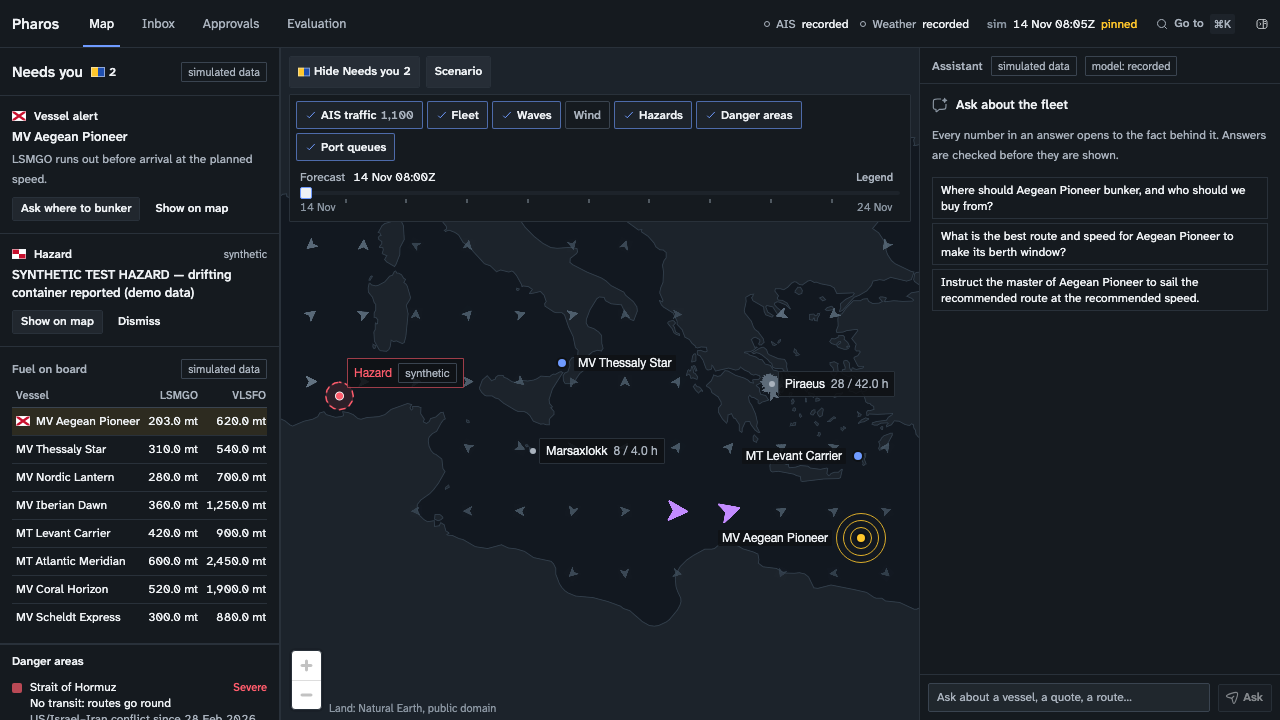 Pharos
Map
Inbox
Approvals
Evaluation
AIS recorded
Weather recorded
sim 14 Nov 08:05Z pinned
Go to ⌘K
Needs you 2
simulated data
Vessel alert
MV Aegean Pioneer
LSMGO runs out before arrival at the planned
speed.
Ask where to bunker
Show on map
Hazard
synthetic
SYNTHETIC TEST HAZARD — drifting
container reported (demo data)
Show on map
Dismiss
Fuel on board
simulated data
Vessel LSMGO VLSFO
MV Aegean Pioneer 203.0 mt 620.0 mt
MV Thessaly Star 310.0 mt 540.0 mt
MV Nordic Lantern 280.0 mt 700.0 mt
MV Iberian Dawn 360.0 mt 1,250.0 mt
MT Levant Carrier 420.0 mt 900.0 mt
MT Atlantic Meridian 600.0 mt 2,450.0 mt
MV Coral Horizon 520.0 mt 1,900.0 mt
MV Scheldt Express 300.0 mt 880.0 mt
Danger areas
Strait of Hormuz Severe
No transit: routes go round
US/Israel–Iran conflict since 28 Feb 2026
Hide Needs you 2
Scenario
AIS traffic 1,100
Fleet
Waves
Wind
Hazards
Danger areas
Port queues
Forecast 14 Nov 08:00Z
Legend
14 Nov
24 Nov
MV Thessaly Star
Hazard synthetic
Piraeus 28 / 42.0 h
Marsaxlokk 8 / 4.0 h
MT Levant Carrier
MV Aegean Pioneer
+
−
Land: Natural Earth, public domain
Assistant
simulated data
model: recorded
Ask about the fleet
Every number in an answer opens to the fact behind it. Answers
are checked before they are shown.
Where should Aegean Pioneer bunker, and who should we
buy from?
What is the best route and speed for Aegean Pioneer to
make its berth window?
Instruct the master of Aegean Pioneer to sail the
recommended route at the recommended speed.
Ask about a vessel, a quote, a route...
Ask